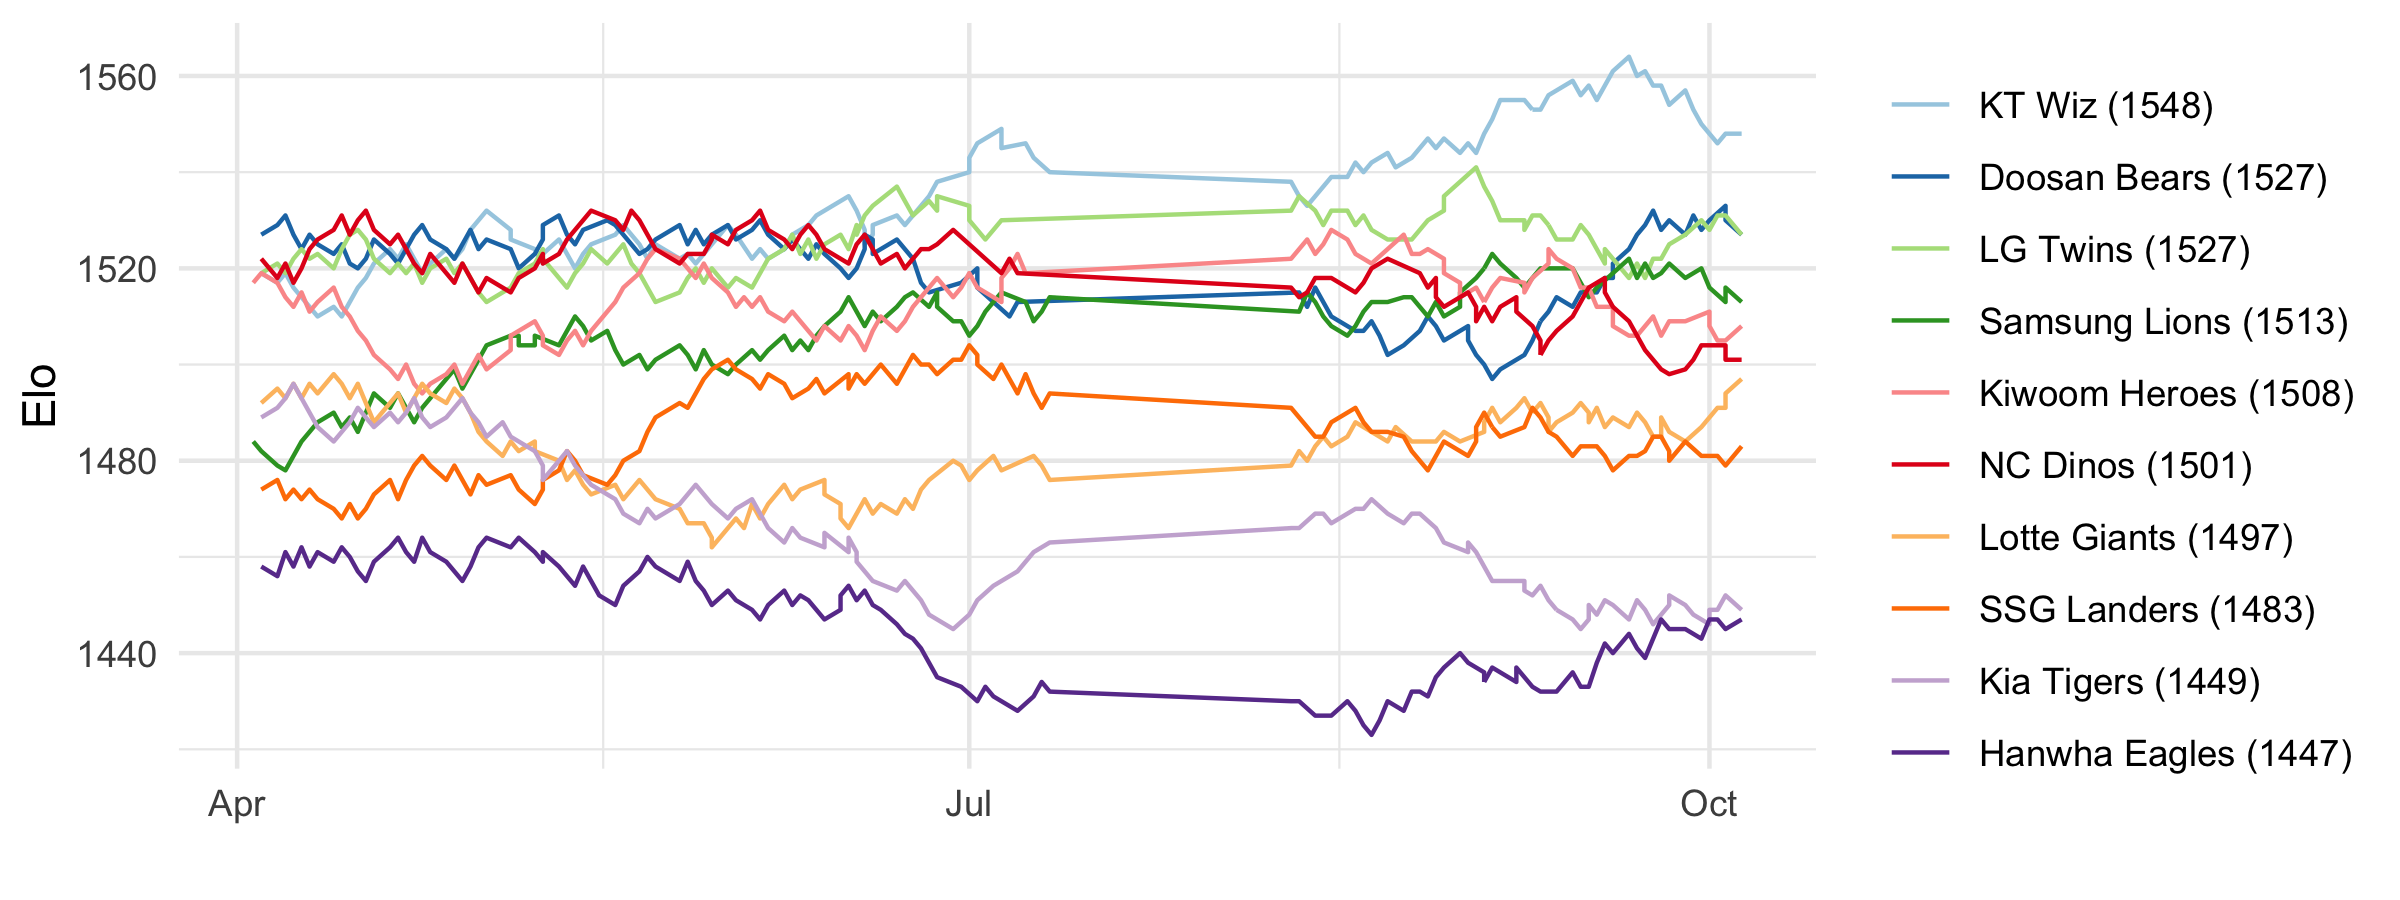 Elo
1560
1520
1480
1440
Apr
Jul
Oct
KT Wiz (1548)
Doosan Bears (1527)
LG Twins (1527)
Samsung Lions (1513)
Kiwoom Heroes (1508)
NC Dinos (1501)
Lotte Giants (1497)
SSG Landers (1483)
Kia Tigers (1449)
Hanwha Eagles (1447)